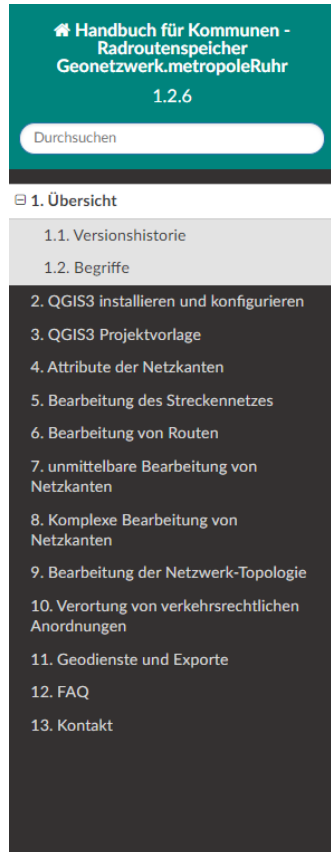 Handbuch für Kommunen -
Radroutenspeicher
Geonetzwerk.metropoleRuhr
1.2.6
Durchsuchen
1. Übersicht
1.1. Versionshistorie
1.2. Begriffe
2. QGIS3 installieren und konfigurieren
3. QGIS3 Projektvorlage
4. Attribute der Netzkanten
5. Bearbeitung des Streckennetzes
6. Bearbeitung von Routen
7. unmittelbare Bearbeitung von
Netzkanten
8. Komplexe Bearbeitung von
Netzkanten
9. Bearbeitung der Netzwerk-Topologie
10. Verortung von verkehrsrechtlichen
Anordnungen
11. Geodienste und Exporte
12. FAQ
13. Kontakt